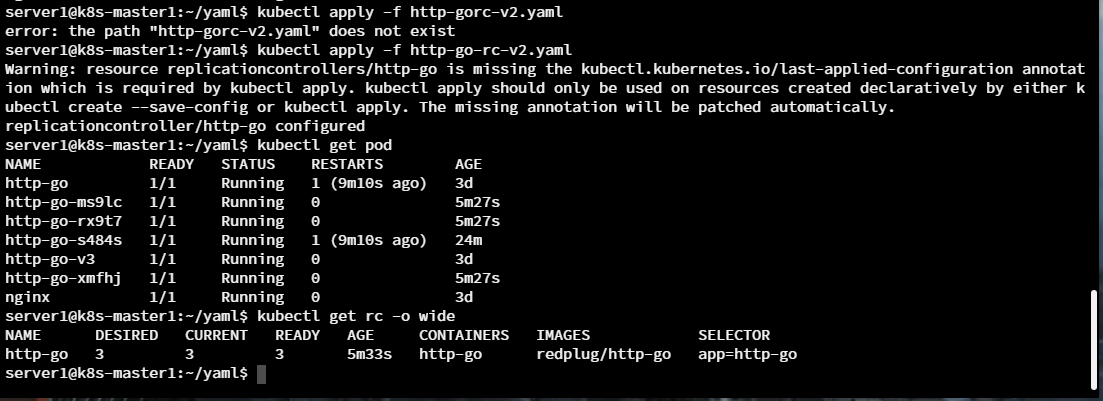 server1@k8s-master1:~/yaml$ kubectl apply -f http-gorc-v2.yaml
error: the path "http-gorc-v2.yaml" does not exist
server1@k8s-master1:~/yaml$ kubectl apply -f http-go-rc-v2.yaml
Warning: resource replicationcontrollers/http-go is missing the kubectl.kubernetes.io/last-applied-configuration annotat
ion which is required by kubectl apply. kubectl apply should only be used on resources created declaratively by either k
ubectl create --save-config or kubectl apply. The missing annotation will be patched automatically.
replicationcontroller/http-go configured
server1@k8s-master1:~/yaml$ kubectl get pod
NAME            READY   STATUS    RESTARTS        AGE
http-go         1/1     Running   1 (9m10s ago)   3d
http-go-ms9lc   1/1     Running   0               5m27s
http-go-rx9t7   1/1     Running   0               5m27s
http-go-s484s   1/1     Running   1 (9m10s ago)   24m
http-go-v3      1/1     Running   0               3d
http-go-xmfhj   1/1     Running   0               5m27s
nginx           1/1     Running   0               3d
server1@k8s-master1:~/yaml$ kubectl get rc -o wide
NAME      DESIRED   CURRENT   READY   AGE     CONTAINERS   IMAGES            SELECTOR
http-go   3         3         3       5m33s   http-go      redplug/http-go   app=http-go
server1@k8s-master1:~/yaml$